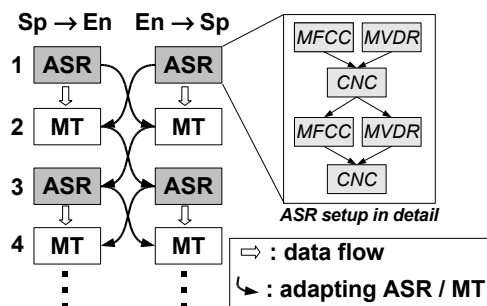 Sp → En En → Sp
1 ASR ASR
2 MT MT
3 ASR ASR
4 MT MT
MFCC MVDR
CNC
MFCC MVDR
CNC
ASR setup in detail
⇨ : data flow
: adapting ASR / MT